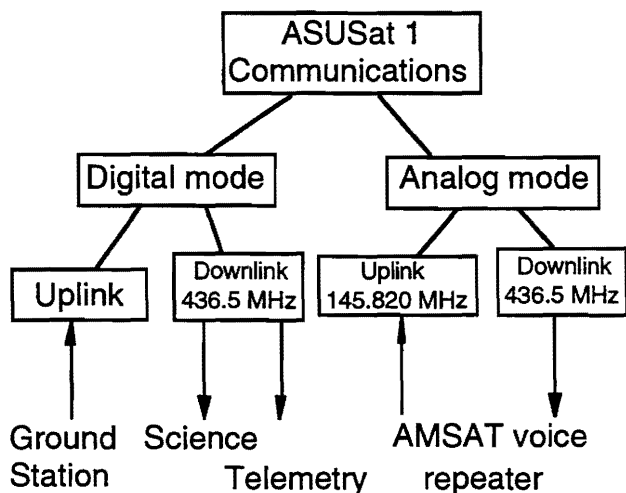 ASUSat 1
Communications
Digital mode
Analog mode
Uplink
Downlink
436.5 MHz
Uplink
145.820 MHz
Downlink
436.5 MHz
Ground
Station
Science
Telemetry
AMSAT voice
repeater